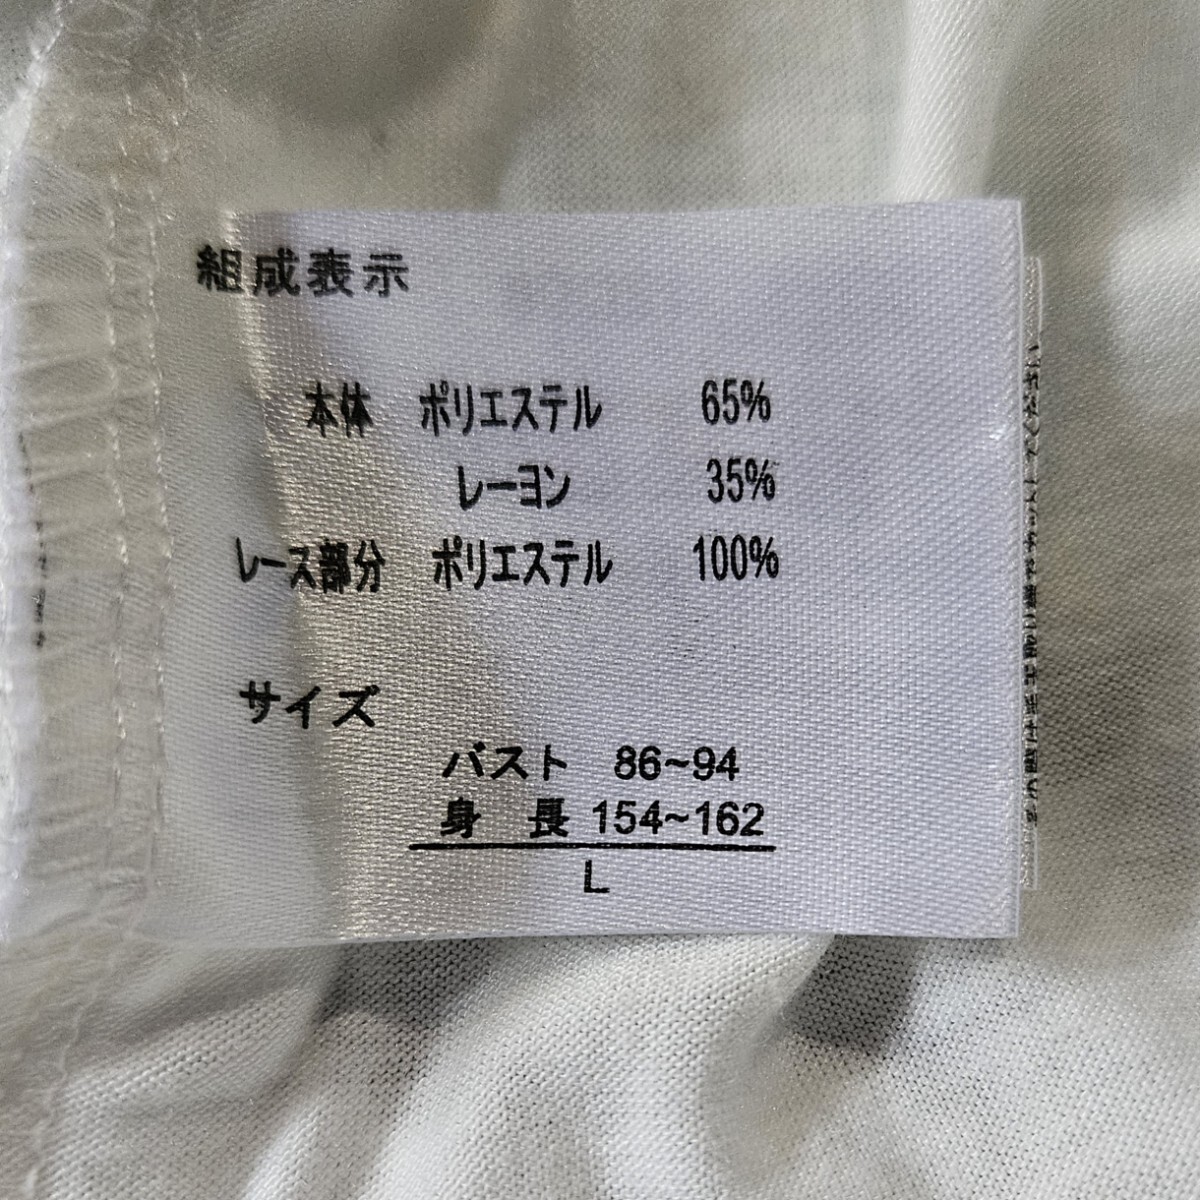 組成表示
本体 ポリエステル 65%
レーヨン 35%
レース部分 ポリエステル 100%
サイズ
バスト 86~94
身 長 154~162
L